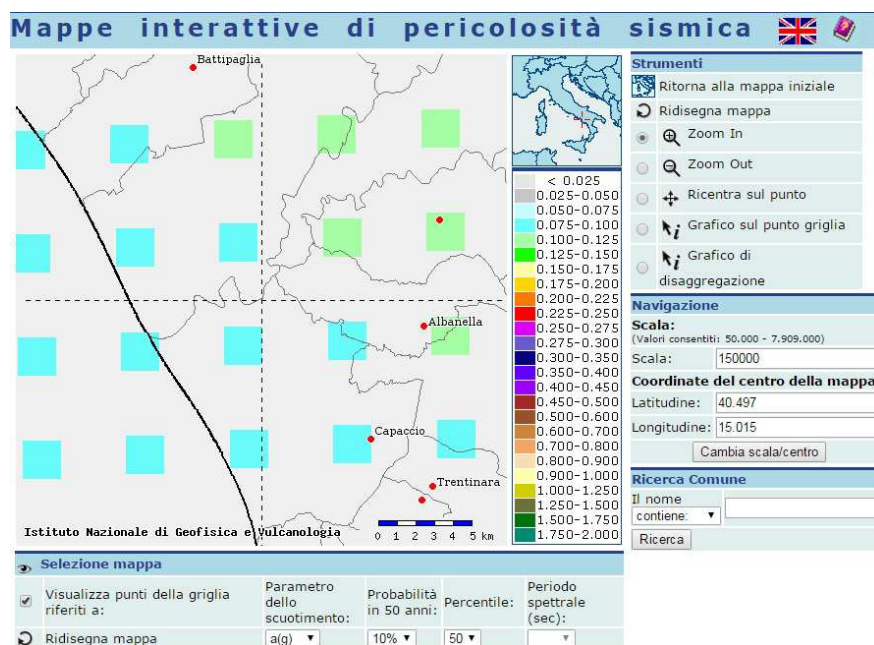 Mappe interattive di pericolosità sismica
Battipaglia
Albanella
Capaccio
Trentinara
Istituto Nazionale di Geofisica e Vulcanologia
0 1 2 3 4 5 km
< 0.025
0.025-0.050
0.050-0.075
0.075-0.100
0.100-0.125
0.125-0.150
0.150-0.175
0.175-0.200
0.200-0.225
0.225-0.250
0.250-0.275
0.275-0.300
0.300-0.350
0.350-0.400
0.400-0.450
0.450-0.500
0.500-0.600
0.600-0.700
0.700-0.800
0.800-0.900
0.900-1.000
1.000-1.250
1.250-1.500
1.500-1.750
1.750-2.000
Strumenti
Ritorna alla mappa iniziale
Ridisegna mappa
Zoom In
Zoom Out
Ricentra sul punto
Grafico sul punto griglia
Grafico di
disaggregazione
Navigazione
Scala:
(Valori consentiti: 50.000 - 7.909.000)
Scala: 150000
Coordinate del centro della mappa
Latitudine: 40.497
Longitudine: 15.015
Cambia scala/centro
Ricerca Comune
Il nome
contiene:
Ricerca
Selezione mappa
Visualizza punti della griglia
riferiti a:
Parametro
dello
scuotimento:
Probabilità
in 50 anni:
Percentile:
Periodo
spettrale
(sec):
Ridisegna mappa
a(g)
10%
50